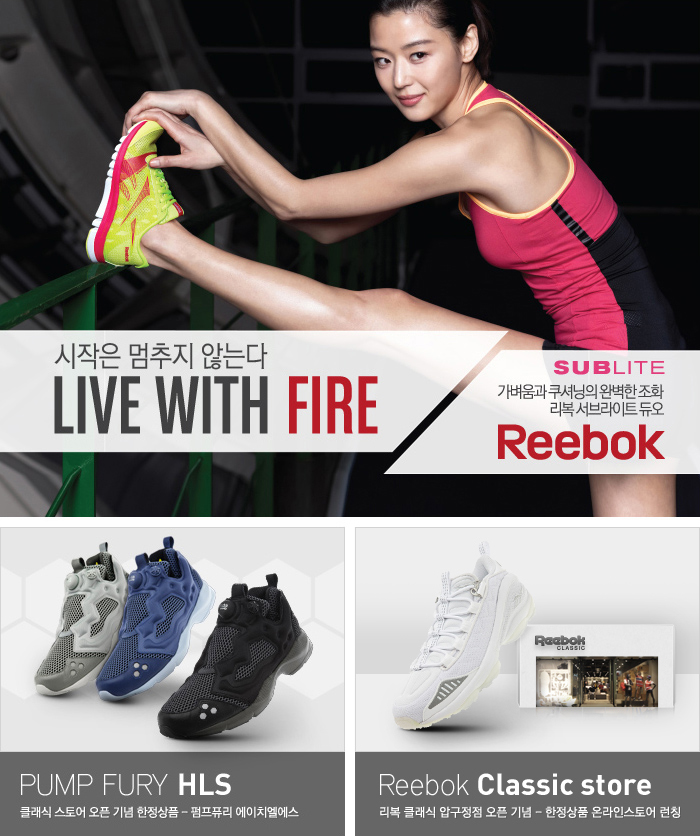 시작은 멈추지 않는다
LIVE WITH FIRE
SUBLITE
가벼움과 쿠셔닝의 완벽한 조화
리복 서브라이트 듀오
Reebok
Reebok
CLASSIC
PUMP FURY HLS
클래식 스토어 오픈 기념 한정상품 – 펌프퓨리 에이치엘에스
Reebok Classic store
리복 클래식 압구정점 오픈 기념 – 한정상품 온라인스토어 런칭